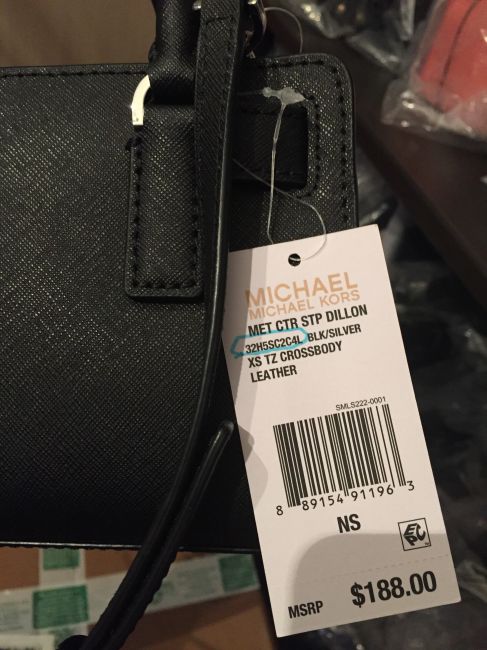 MICHAEL
MICHAEL KORS
MET CTR STP DILLON
32H5SC2C4L BLK/SILVER
XS TZ CROSSBODY
LEATHER
SMLS222-0001
8 89154 91196 3
NS
EPC
MSRP $188.00